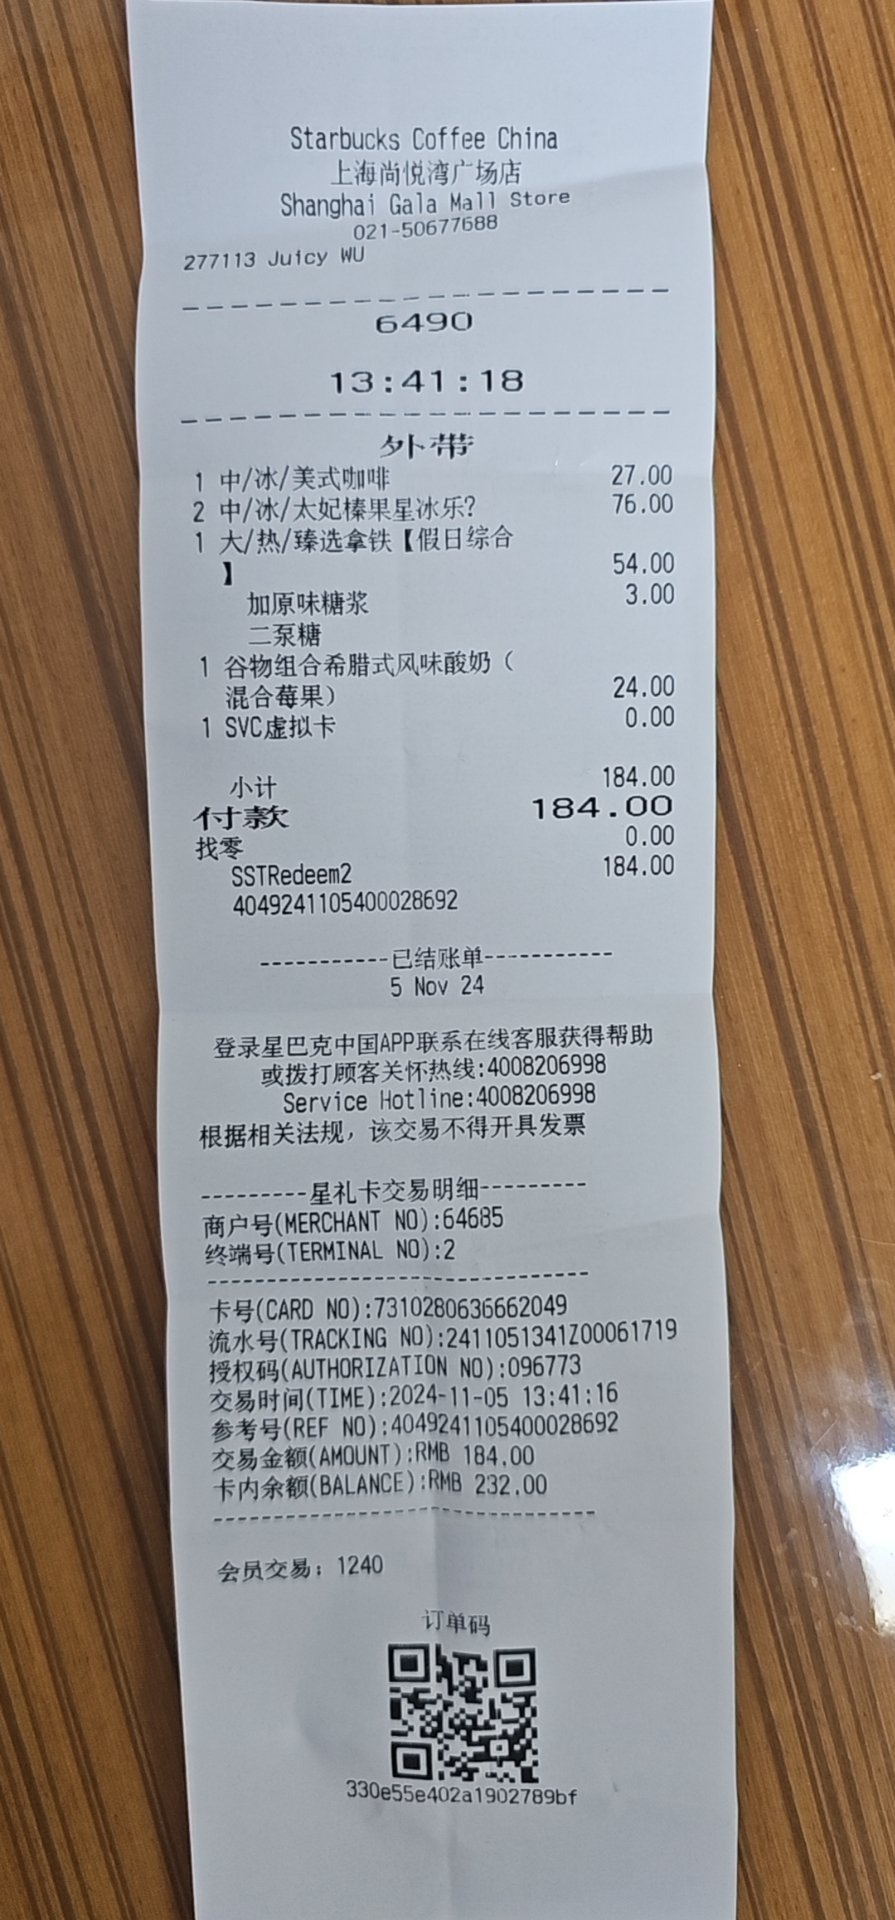 Starbucks Coffee China
上海尚悦湾广场店
Shanghai Gala Mall Store
021-50677688
277113 Juicy WU
6490
13:41:18
外带
1 中/冰/美式咖啡 27.00
2 中/冰/太妃榛果星冰乐? 76.00
1 大/热/臻选拿铁【假日综合
】 54.00
加原味糖浆 3.00
二泵糖
1 谷物组合希腊式风味酸奶（
混合莓果） 24.00
1 SVC虚拟卡 0.00
小计 184.00
付款 184.00
找零 0.00
SSTRedeem2 184.00
4049241105400028692
-----------已结账单-----------
5 Nov 24
登录星巴克中国APP联系在线客服获得帮助
或拨打顾客关怀热线:4008206998
Service Hotline:4008206998
根据相关法规，该交易不得开具发票
---------星礼卡交易明细---------
商户号(MERCHANT NO):64685
终端号(TERMINAL NO):2
卡号(CARD NO):7310280636662049
流水号(TRACKING NO):2411051341Z00061719
授权码(AUTHORIZATION NO):096773
交易时间(TIME):2024-11-05 13:41:16
参考号(REF NO):4049241105400028692
交易金额(AMOUNT):RMB 184.00
卡内余额(BALANCE):RMB 232.00
会员交易：1240
订单码
330e55e402a1902789bf